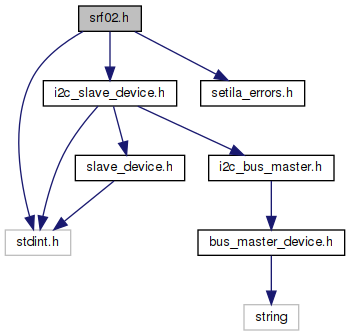 srf02.h
i2c_slave_device.h
setila_errors.h
slave_device.h
i2c_bus_master.h
stdint.h
bus_master_device.h
string